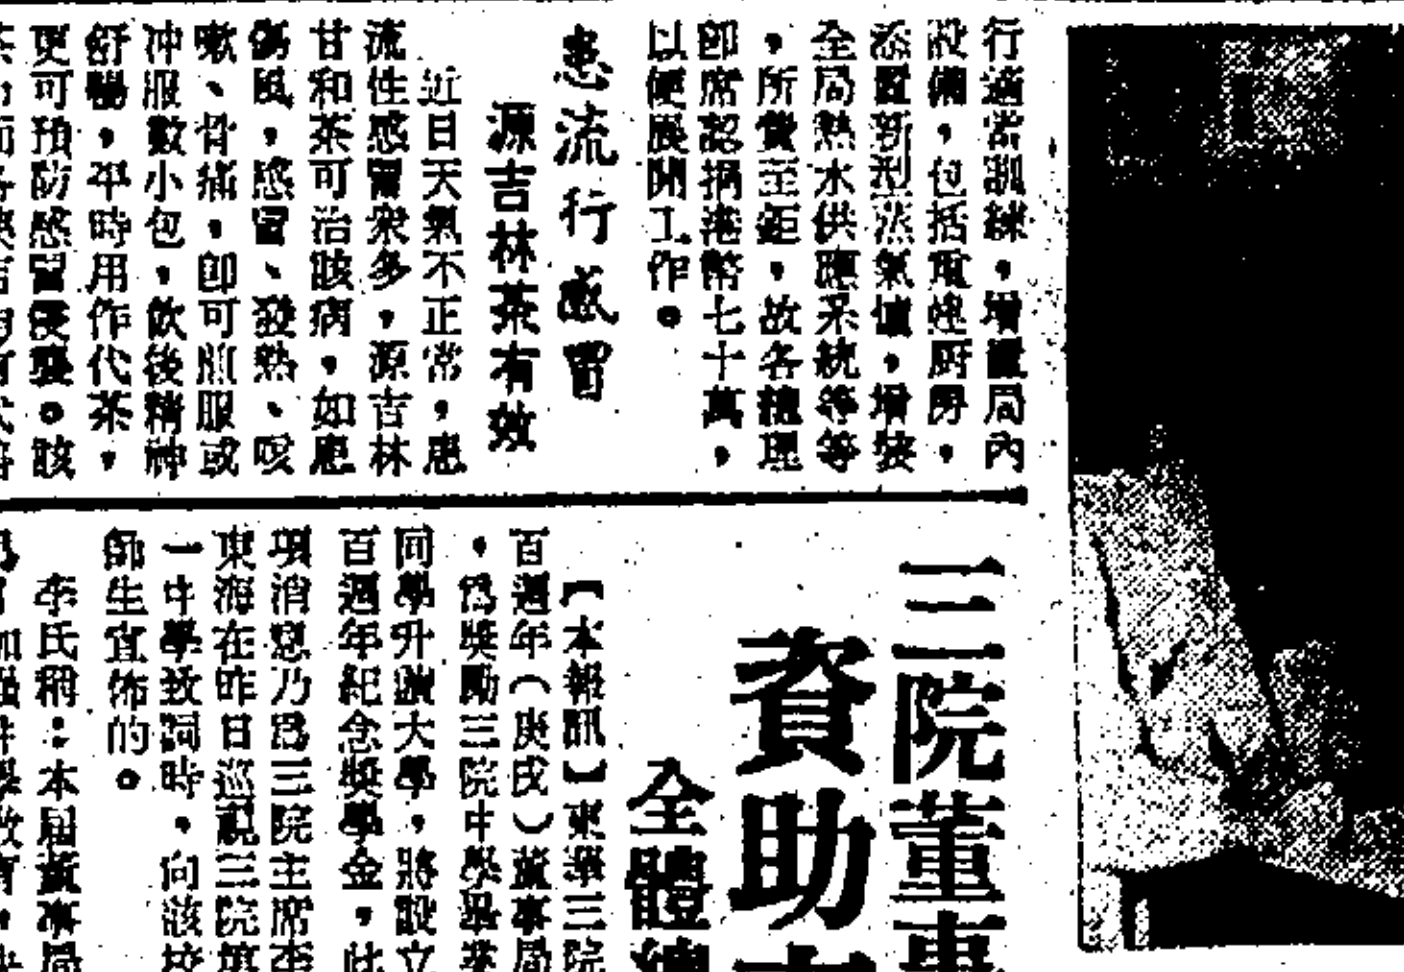 行適當訓練，增置局內
設備，包括電速廚房，
添置新型蒸氣爐，增裝
全局熱水供應系統等等
，所費至鉅，故各總理
卽席認捐港幣七十萬，
以便展開工作。
患流行感冒
源吉林茶有效
近日天氣不正常，患
流性感冒衆多，源吉林
甘和茶可治該病，如患
傷風，感冒、發熱、咳
嗽、骨痛，卽可煎服或
冲服數小包，飲後精神
舒暢，平時用作代茶，
更可預防感冒侵襲。該
三院董事
資助
全體總
【本報訊】東華三院
百週年（庚戌）董事局
，爲獎勵三院中學畢業
同學升讀大學，將設立
百週年紀念獎學金，此
項消息乃爲三院主席李
東海在昨日巡視三院第
一中學致詞時，向該校
師生宣佈的。
李氏稱：本屆董事局